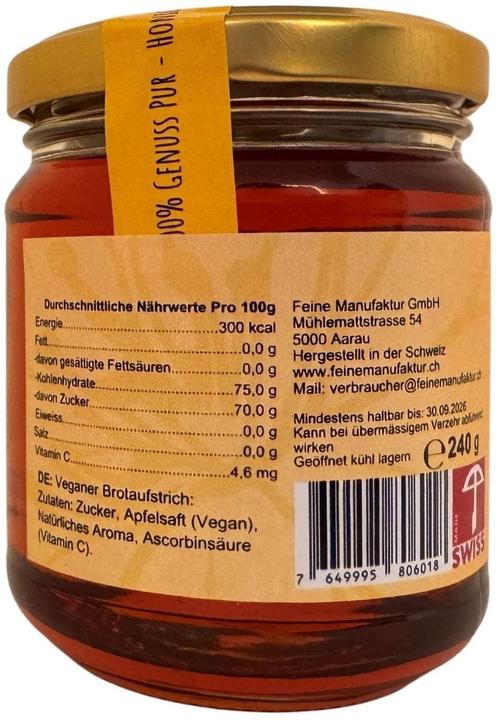 00% GENUSS PUR - HON
Durchschnittliche Nährwerte Pro 100g
Energie...300 kcal
Fett...0,0 g
-davon gesättigte Fettsäuren...0,0 g
-Kohlenhydrate...75,0 g
-davon Zucker...70,0 g
Eiweiss...0,0 g
Salz...0,0 g
Vitamin C...4,6 mg
DE: Veganer Brotaufstrich:
Zutaten: Zucker, Apfelsaft (Vegan),
Natürliches Aroma, Ascorbinsäure
(Vitamin C).
Feine Manufaktur GmbH
Mühlemattstrasse 54
5000 Aarau
Hergestellt in der Schweiz
www.feinemanufaktur.ch
Mail: verbraucher@feinemanufaktur.c
Mindestens haltbar bis: 30.09.2026
Kann bei übermässigem Verzehr abführend
wirken
Geöffnet kühl lagern
e 240 g
7 649995 806018
MADE
SWISS